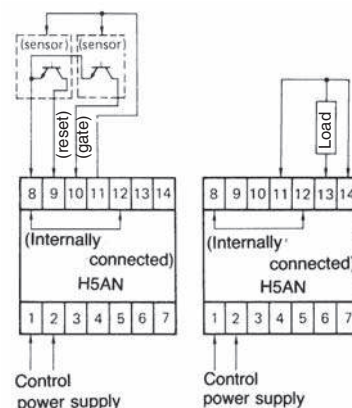 (sensor) (sensor)
(reset)
(gate)
8 9 10 11 12 13 14
(Internally
connected)
H5AN
1 2 3 4 5 6 7
Control
power supply
Load
8 9 10 11 12 13 14
(Internally
connected)
H5AN
1 2 3 4 5 6 7
Control
power supply